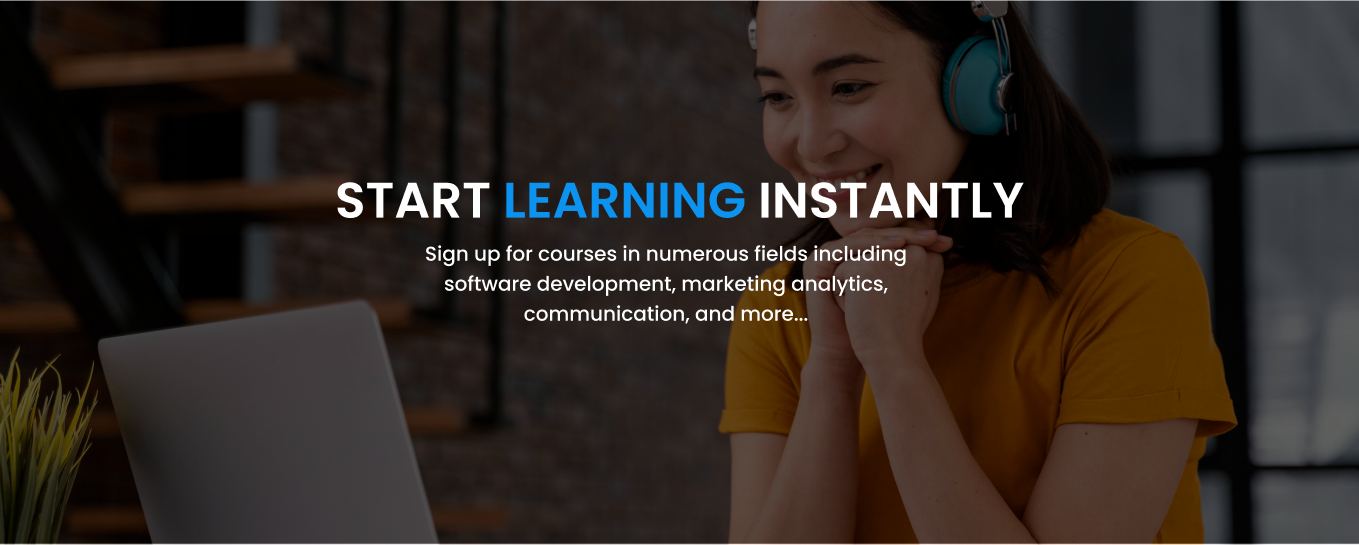 START LEARNING INSTANTLY
Sign up for courses in numerous fields including
software development, marketing analytics,
communication, and more...